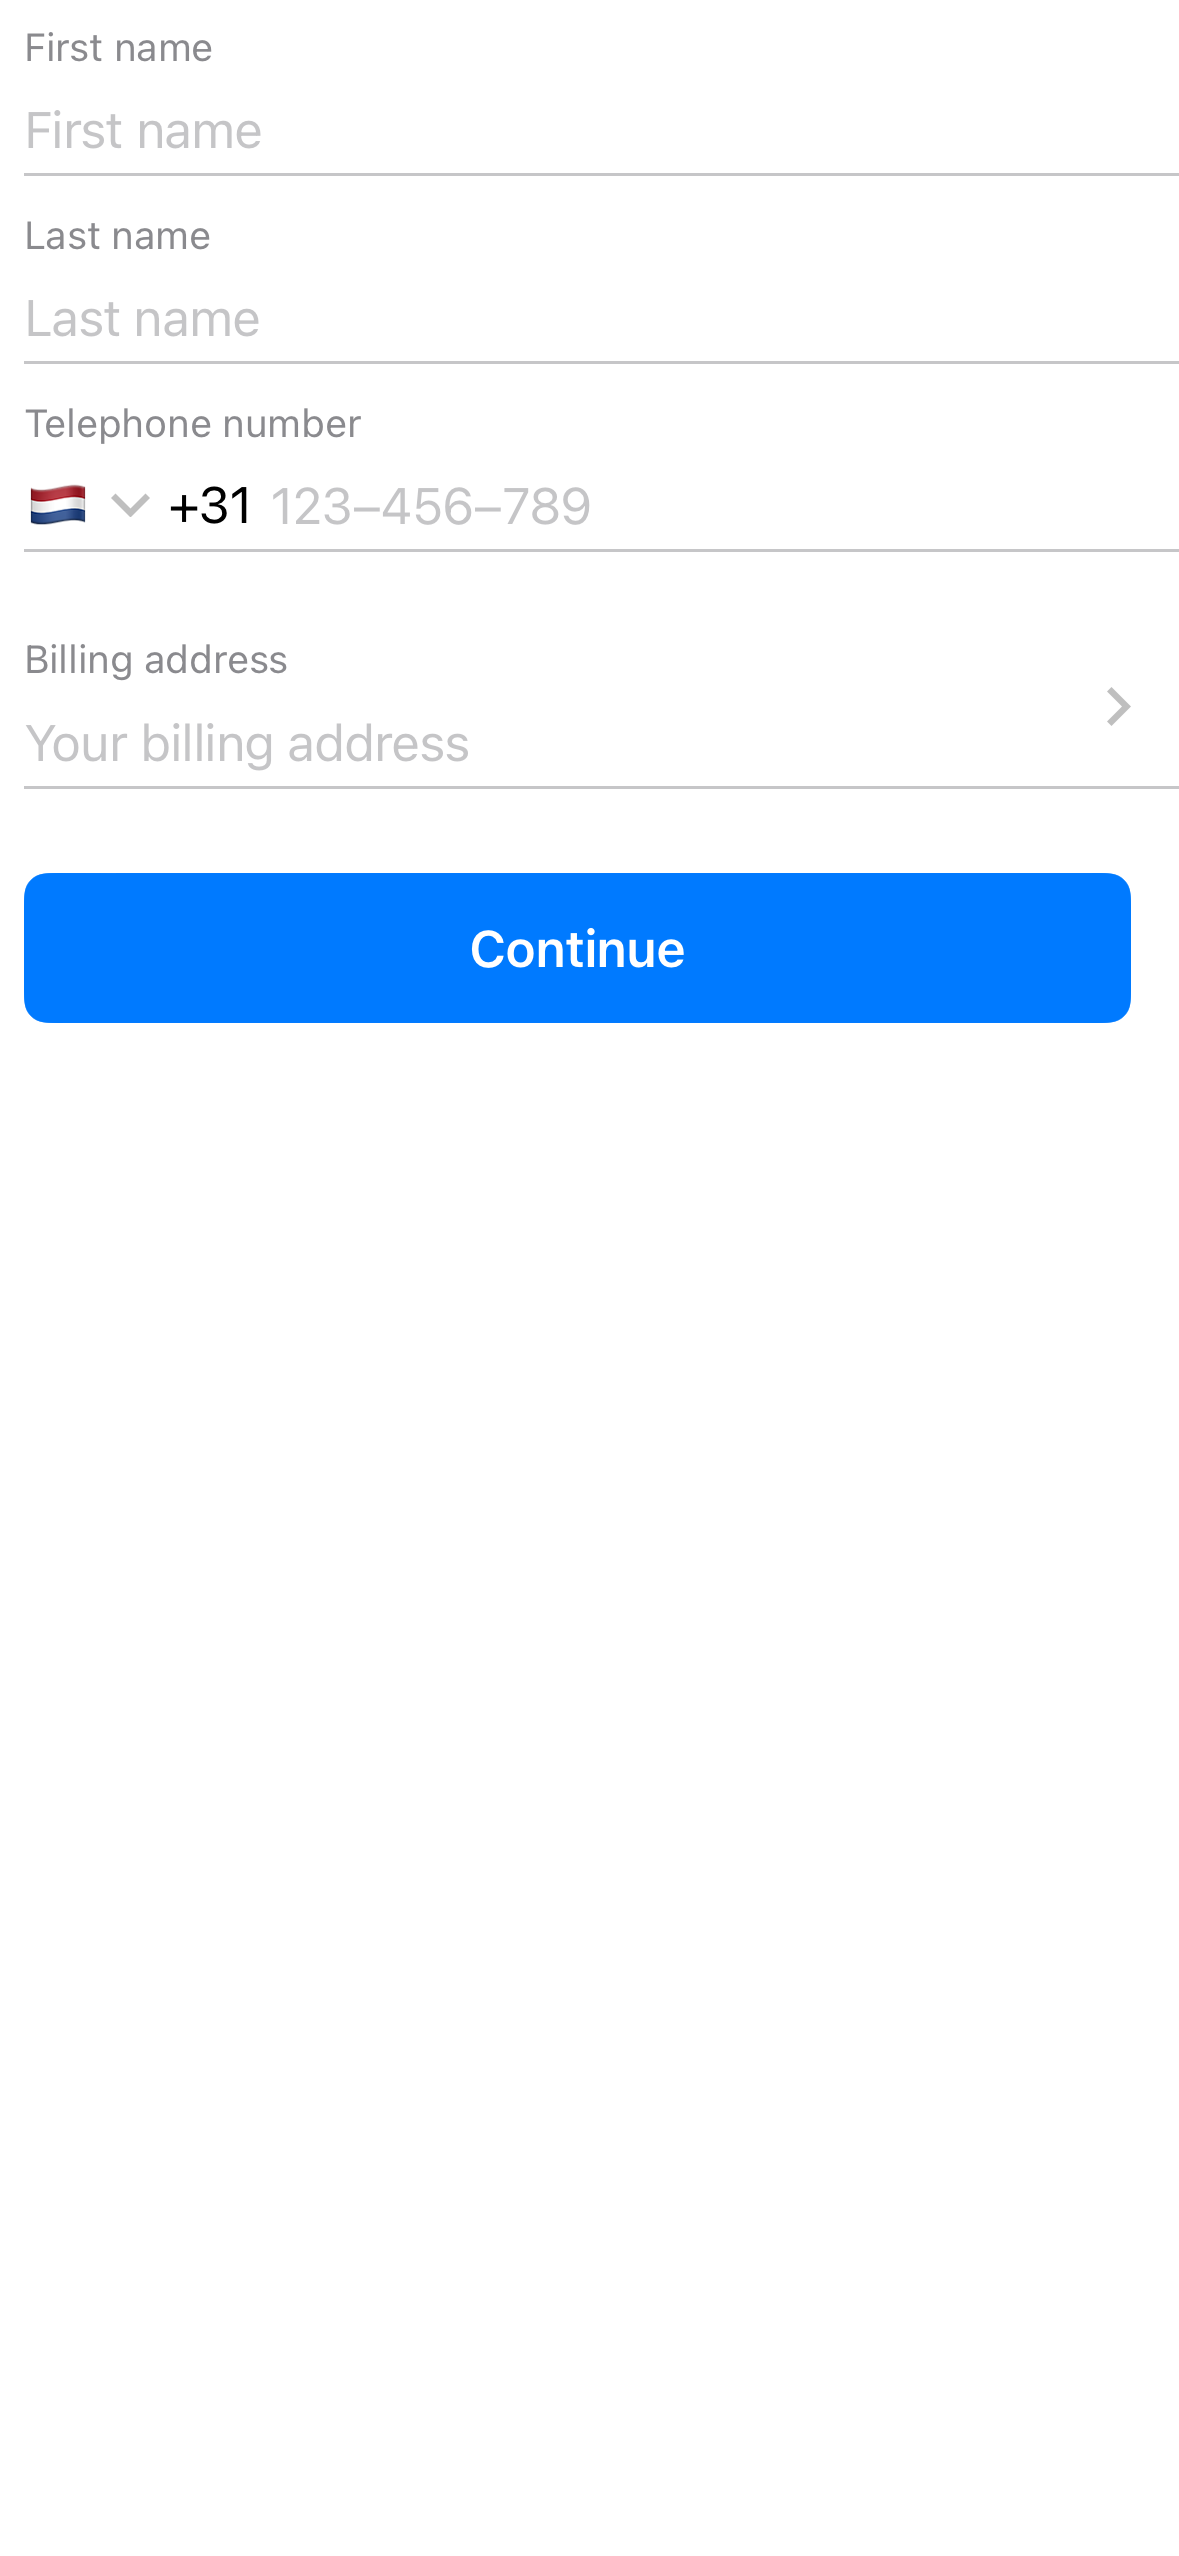 First name
First name
Last name
Last name
Telephone number
+31 123–456–789
Billing address
Your billing address
Continue